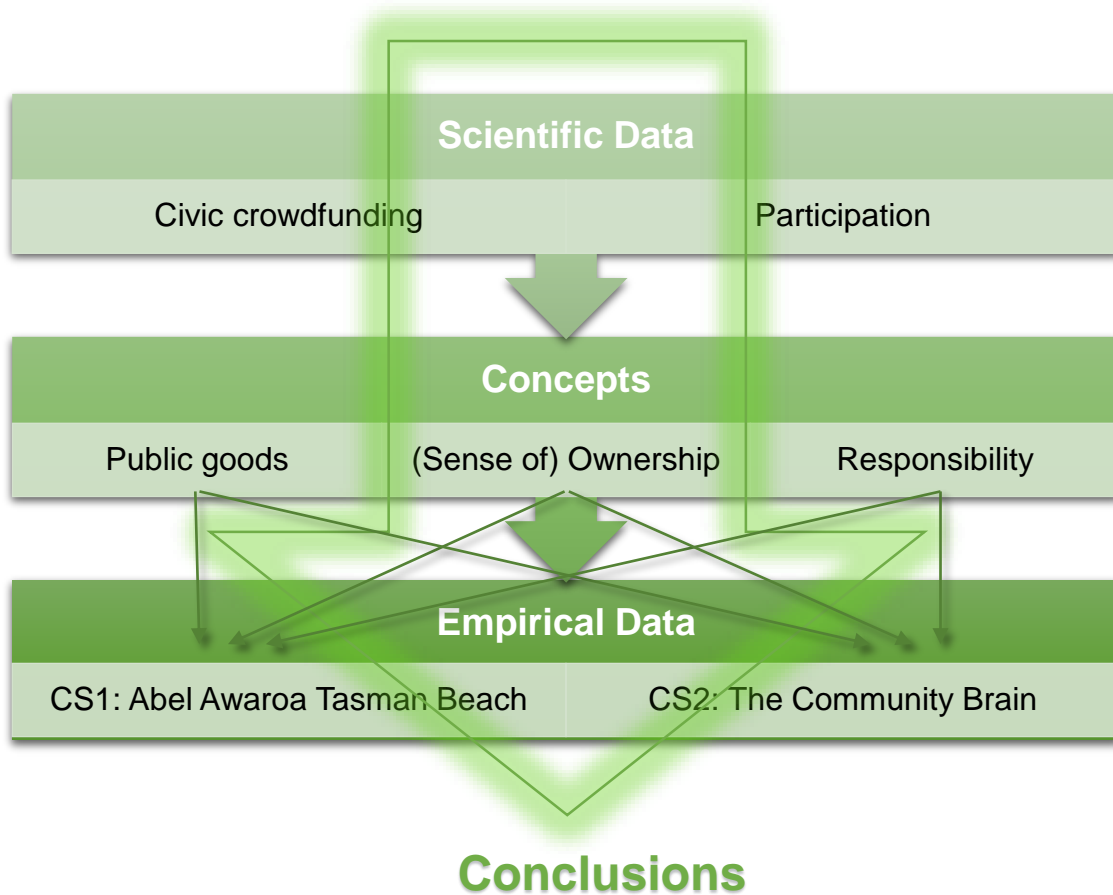 Scientific Data
Civic crowdfunding Participation
Concepts
Public goods (Sense of) Ownership Responsibility
Empirical Data
CS1: Abel Awaroa Tasman Beach CS2: The Community Brain
Conclusions